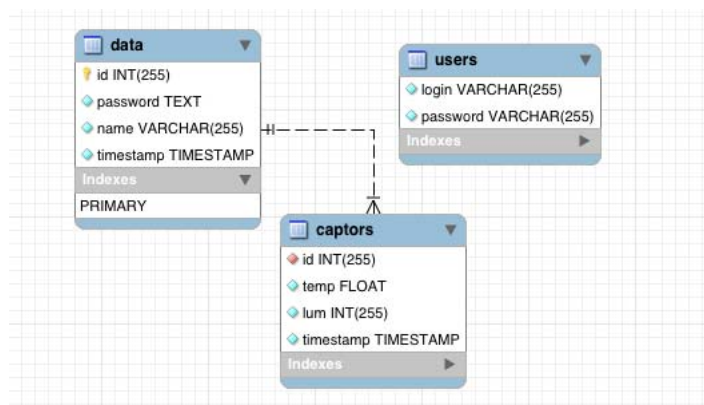 data
id INT(255)
password TEXT
name VARCHAR(255)
timestamp TIMESTAMP
Indexes
PRIMARY
users
login VARCHAR(255)
password VARCHAR(255)
Indexes
captors
id INT(255)
temp FLOAT
lum INT(255)
timestamp TIMESTAMP
Indexes